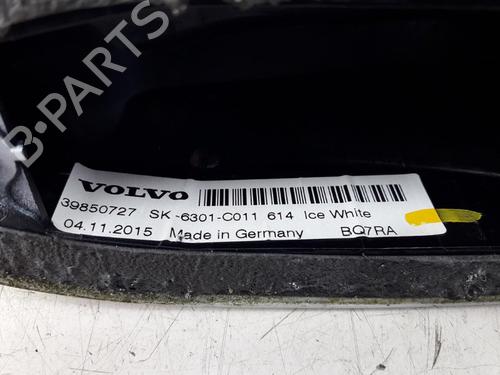 B-PARTS
VOLVO
39850727 SK-6301-C011 614 Ice White
04.11.2015 Made in Germany BQ7RA